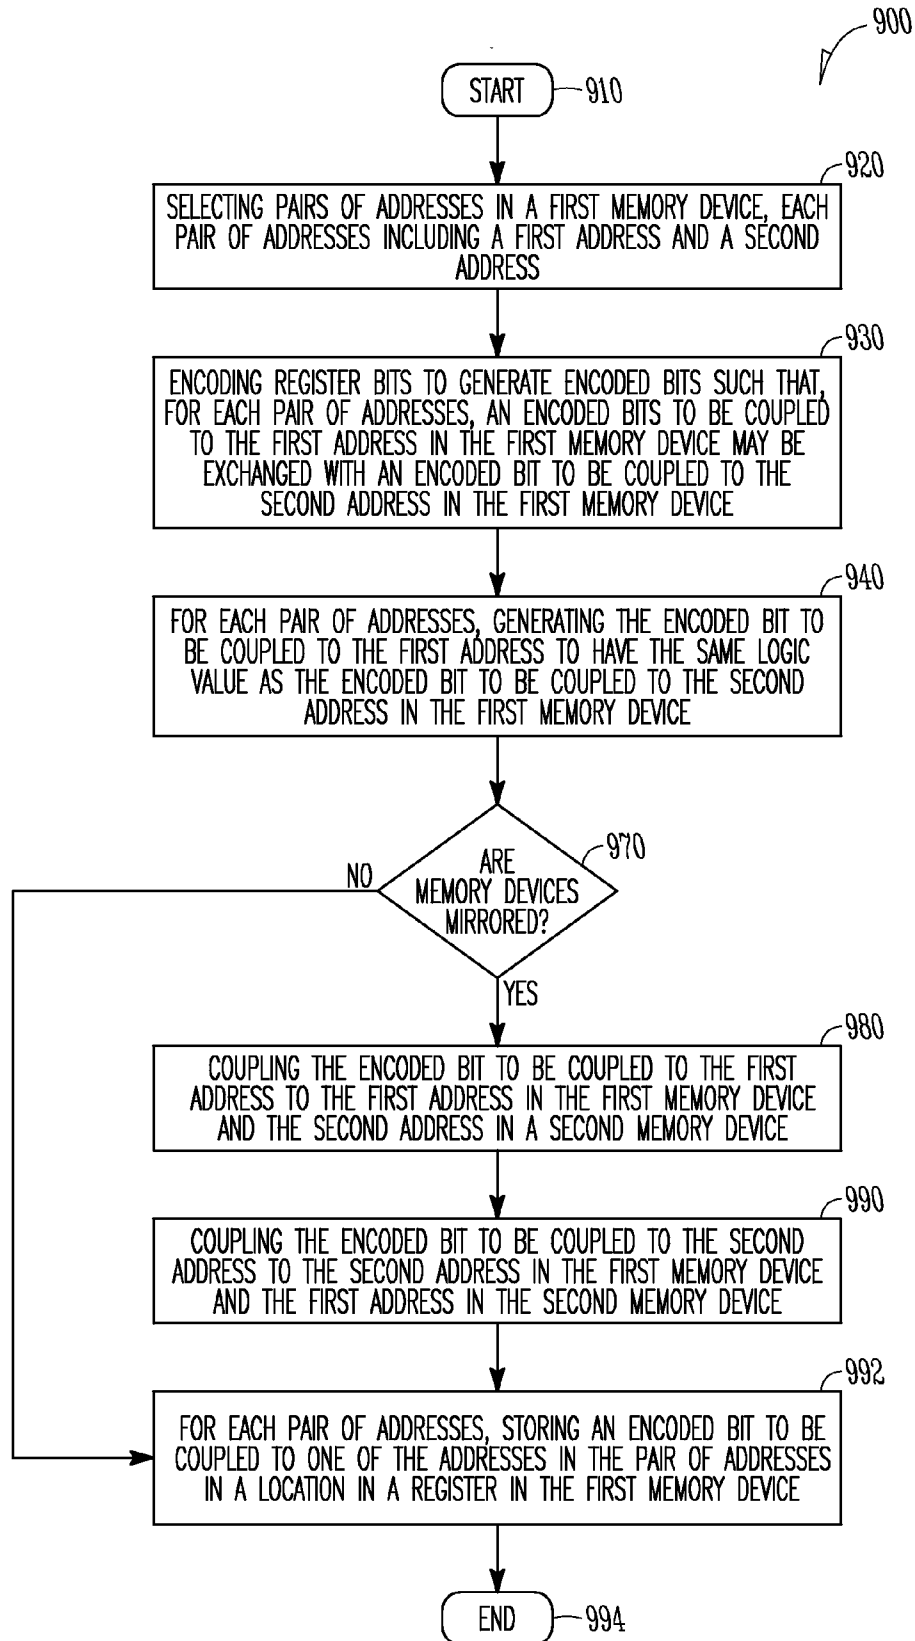 900
START
910
920
SELECTING PAIRS OF ADDRESSES IN A FIRST MEMORY DEVICE, EACH
PAIR OF ADDRESSES INCLUDING A FIRST ADDRESS AND A SECOND
ADDRESS
930
ENCODING REGISTER BITS TO GENERATE ENCODED BITS SUCH THAT,
FOR EACH PAIR OF ADDRESSES, AN ENCODED BITS TO BE COUPLED
TO THE FIRST ADDRESS IN THE FIRST MEMORY DEVICE MAY BE
EXCHANGED WITH AN ENCODED BIT TO BE COUPLED TO THE
SECOND ADDRESS IN THE FIRST MEMORY DEVICE
940
FOR EACH PAIR OF ADDRESSES, GENERATING THE ENCODED BIT TO
BE COUPLED TO THE FIRST ADDRESS TO HAVE THE SAME LOGIC
VALUE AS THE ENCODED BIT TO BE COUPLED TO THE SECOND
ADDRESS IN THE FIRST MEMORY DEVICE
970
ARE
MEMORY DEVICES
MIRRORED?
NO
YES
980
COUPLING THE ENCODED BIT TO BE COUPLED TO THE FIRST
ADDRESS TO THE FIRST ADDRESS IN THE FIRST MEMORY DEVICE
AND THE SECOND ADDRESS IN A SECOND MEMORY DEVICE
990
COUPLING THE ENCODED BIT TO BE COUPLED TO THE SECOND
ADDRESS TO THE SECOND ADDRESS IN THE FIRST MEMORY DEVICE
AND THE FIRST ADDRESS IN THE SECOND MEMORY DEVICE
992
FOR EACH PAIR OF ADDRESSES, STORING AN ENCODED BIT TO BE
COUPLED TO ONE OF THE ADDRESSES IN THE PAIR OF ADDRESSES
IN A LOCATION IN A REGISTER IN THE FIRST MEMORY DEVICE
END
994